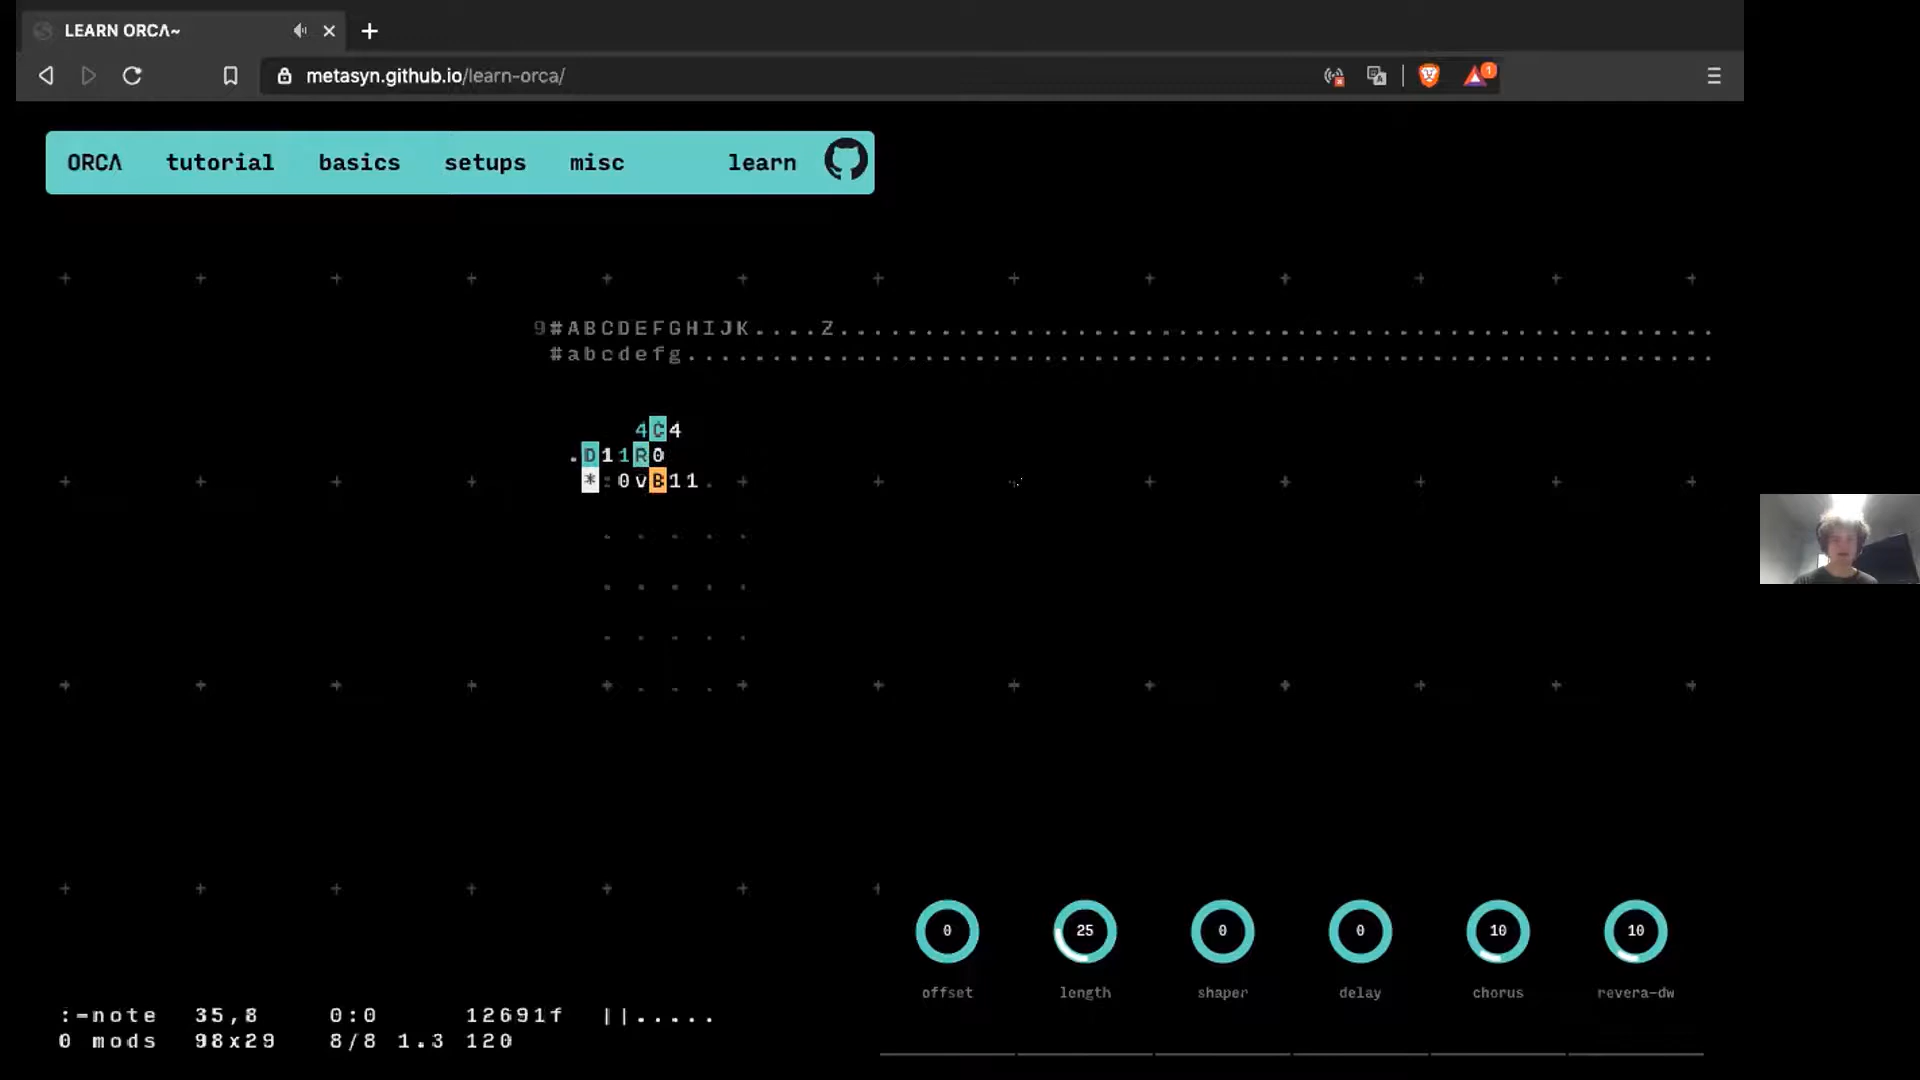 LEARN ORCΛ~
metasyn.github.io/learn-orca/
1
ORCΛ tutorial basics setups misc learn
9#ABCDEFGHIJK....Z....................................................
#abcdefg.............................................................
4C4
.D11R0
*:0vB11.
0 25 0 0 10 10
offset length shaper delay chorus revera-dw
:-note 35,8 0:0 12691f ||.....
0 mods 98x29 8/8 1.3 120